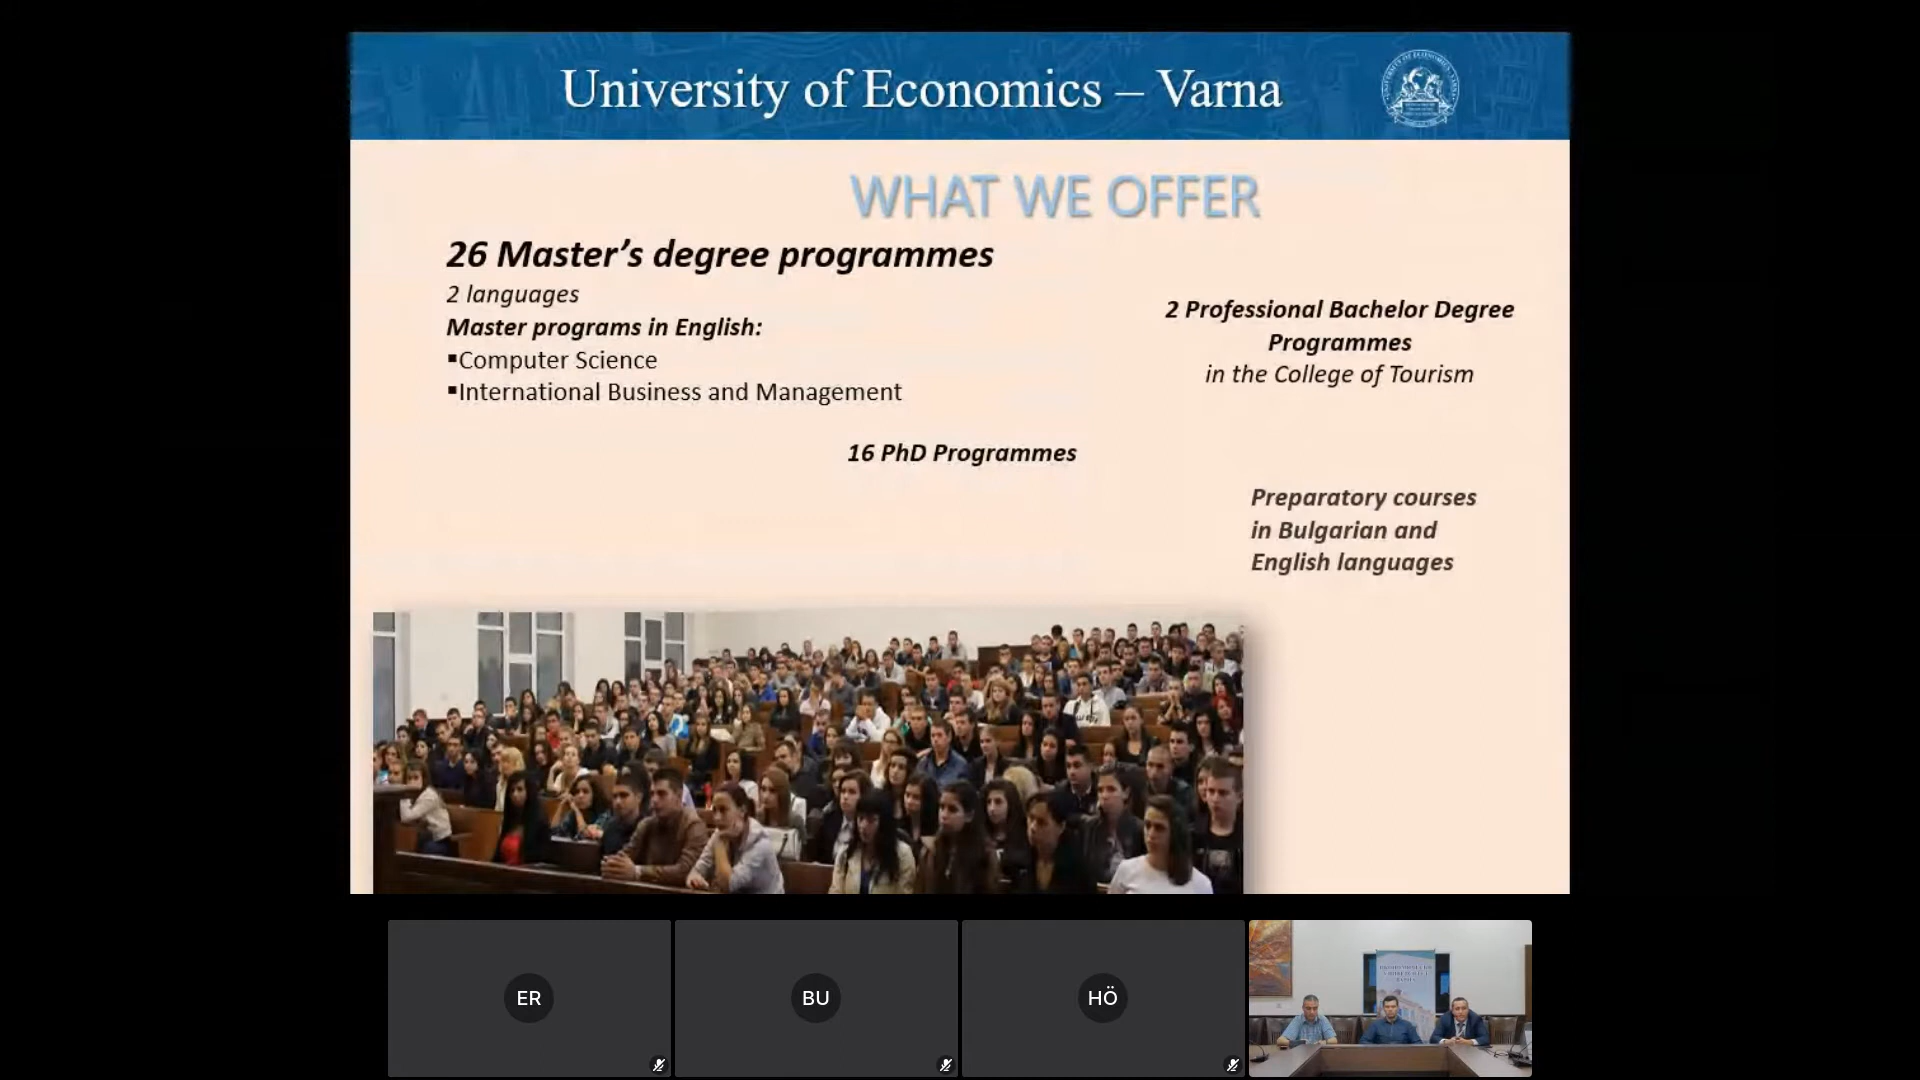 University of Economics – Varna
WHAT WE OFFER
26 Master's degree programmes
2 languages
Master programs in English:
▪Computer Science
▪International Business and Management
2 Professional Bachelor Degree
Programmes
in the College of Tourism
16 PhD Programmes
Preparatory courses
in Bulgarian and
English languages
ER
BU
HÖ